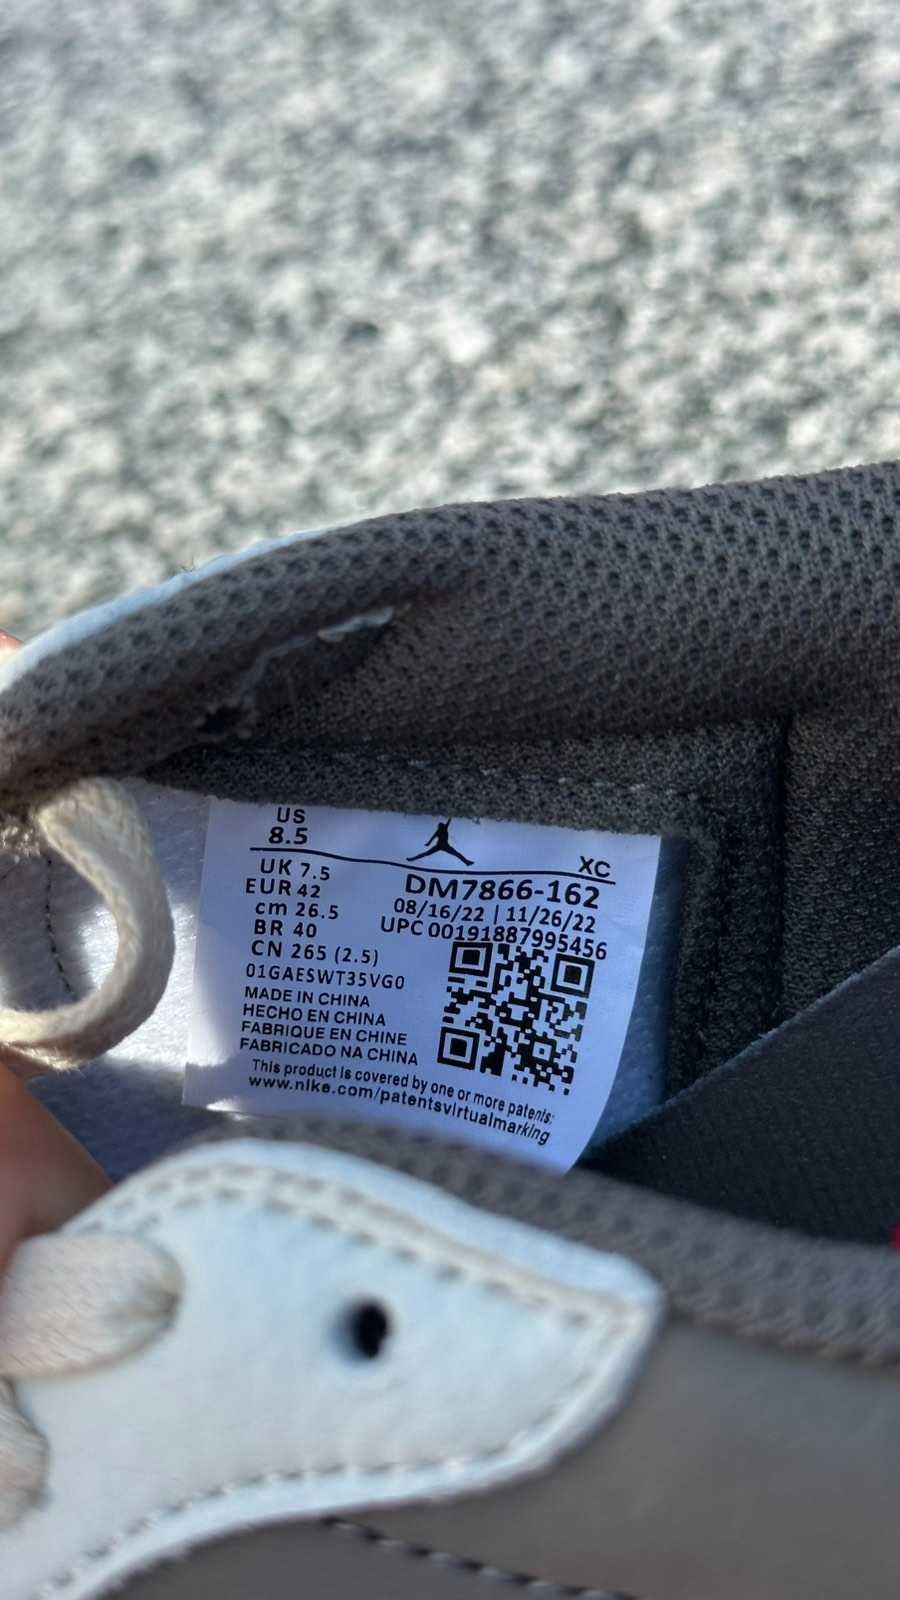 US
8.5
XC
UK 7.5
EUR 42
cm 26.5
BR 40
CN 265 (2.5)
01GAESWT35VG0
DM7866-162
08/16/22 | 11/26/22
UPC 00191887995456
MADE IN CHINA
HECHO EN CHINA
FABRIQUE EN CHINE
FABRICADO NA CHINA
This product is covered by one or more patents:
www.nike.com/patentsvirtualmarking